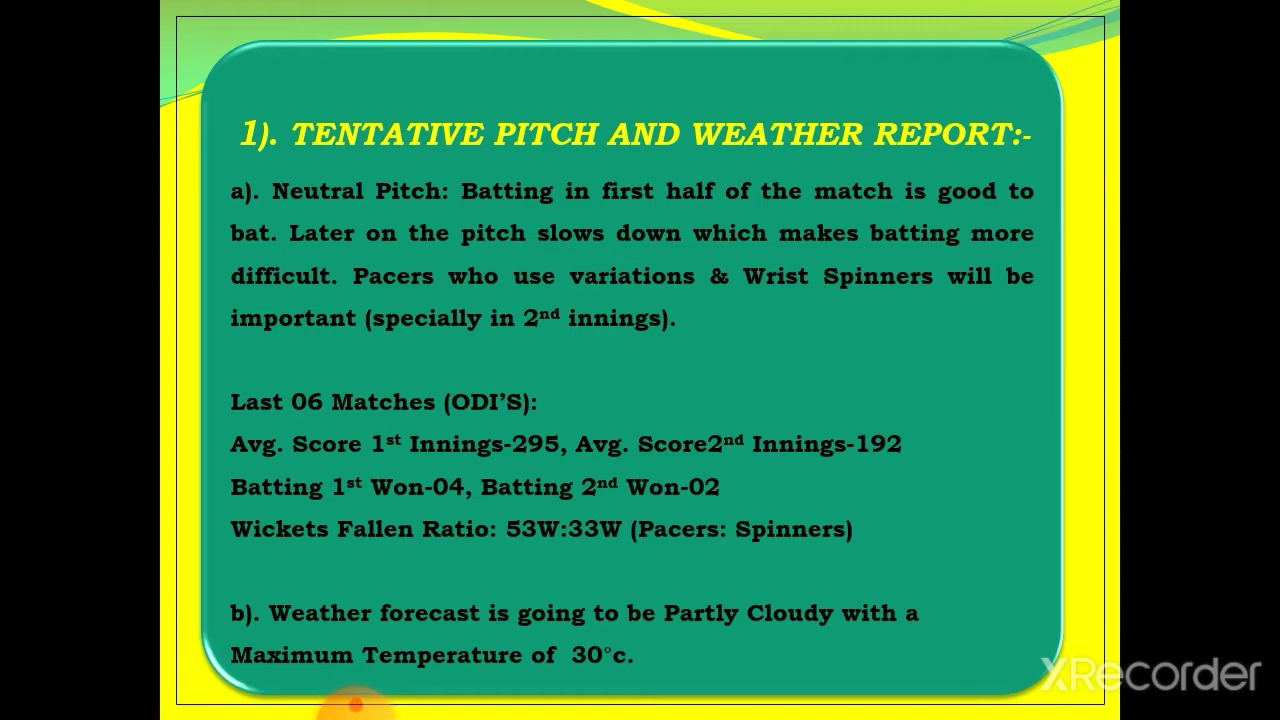 1). TENTATIVE PITCH AND WEATHER REPORT:-
a). Neutral Pitch: Batting in first half of the match is good to
bat. Later on the pitch slows down which makes batting more
difficult. Pacers who use variations & Wrist Spinners will be
important (specially in 2nd innings).
Last 06 Matches (ODI’S):
Avg. Score 1st Innings-295, Avg. Score2nd Innings-192
Batting 1st Won-04, Batting 2nd Won-02
Wickets Fallen Ratio: 53W:33W (Pacers: Spinners)
b). Weather forecast is going to be Partly Cloudy with a
Maximum Temperature of 30°c.
XRecorder